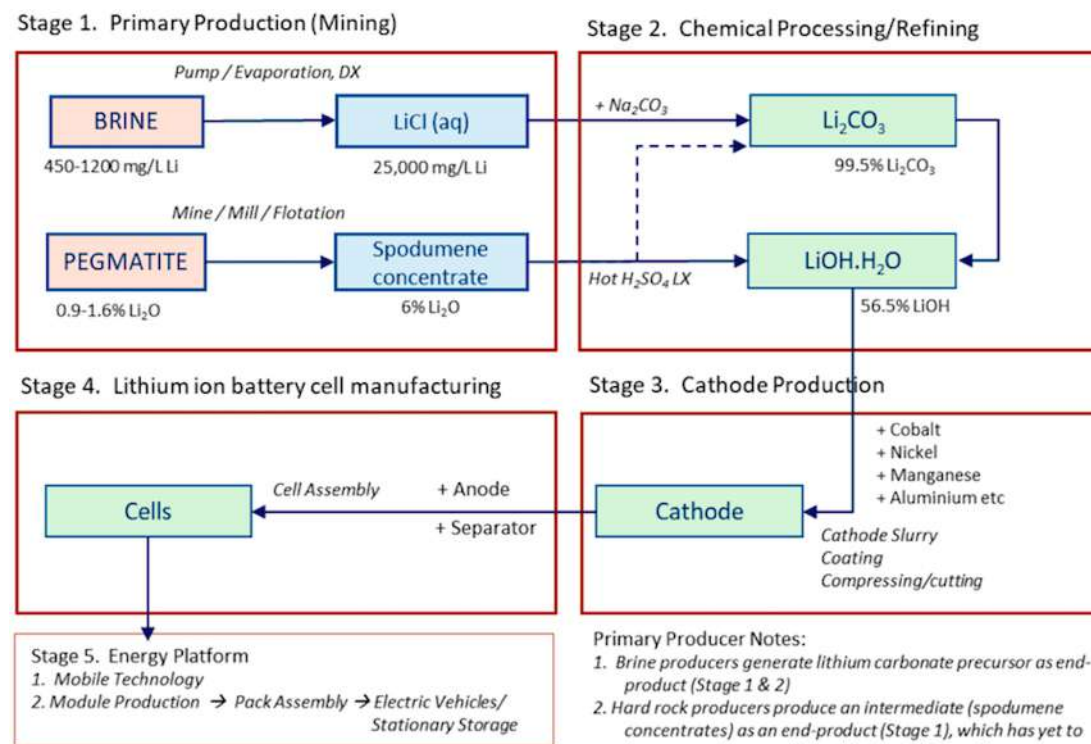 Stage 1. Primary Production (Mining)
Pump / Evaporation, DX
BRINE
450-1200 mg/L Li
LiCl (aq)
25,000 mg/L Li
Mine / Mill / Flotation
PEGMATITE
0.9-1.6% Li₂O
Spodumene
concentrate
6% Li₂O
Stage 2. Chemical Processing/Refining
+ Na₂CO₃
Li₂CO₃
99.5% Li₂CO₃
Hot H₂SO₄ LX
LiOH.H₂O
56.5% LiOH
Stage 3. Cathode Production
+ Cobalt
+ Nickel
+ Manganese
+ Aluminium etc
Cathode
Cathode Slurry
Coating
Compressing/cutting
Stage 4. Lithium ion battery cell manufacturing
Cells
Cell Assembly
+ Anode
+ Separator
Stage 5. Energy Platform
1. Mobile Technology
2. Module Production → Pack Assembly → Electric Vehicles/
Stationary Storage
Primary Producer Notes:
1. Brine producers generate lithium carbonate precursor as end-
product (Stage 1 & 2)
2. Hard rock producers produce an intermediate (spodumene
concentrates) as an end-product (Stage 1), which has yet to